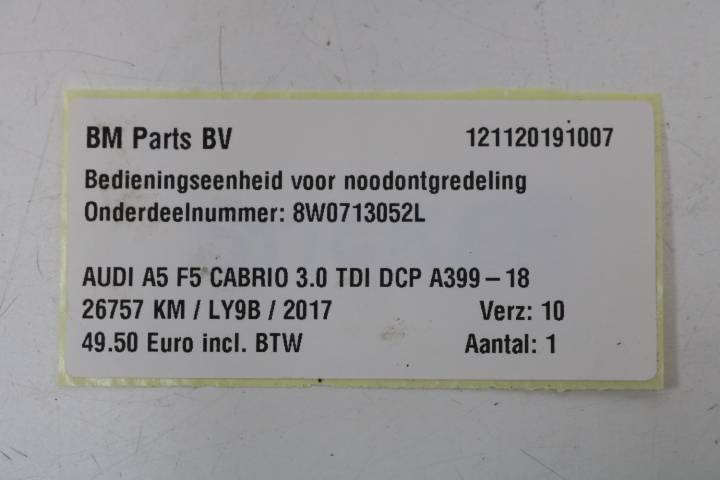 BM Parts BV 121120191007
Bedieningseenheid voor noodontgredeling
Onderdeelnummer: 8W0713052L
AUDI A5 F5 CABRIO 3.0 TDI DCP A399 – 18
26757 KM / LY9B / 2017 Verz: 10
49.50 Euro incl. BTW Aantal: 1